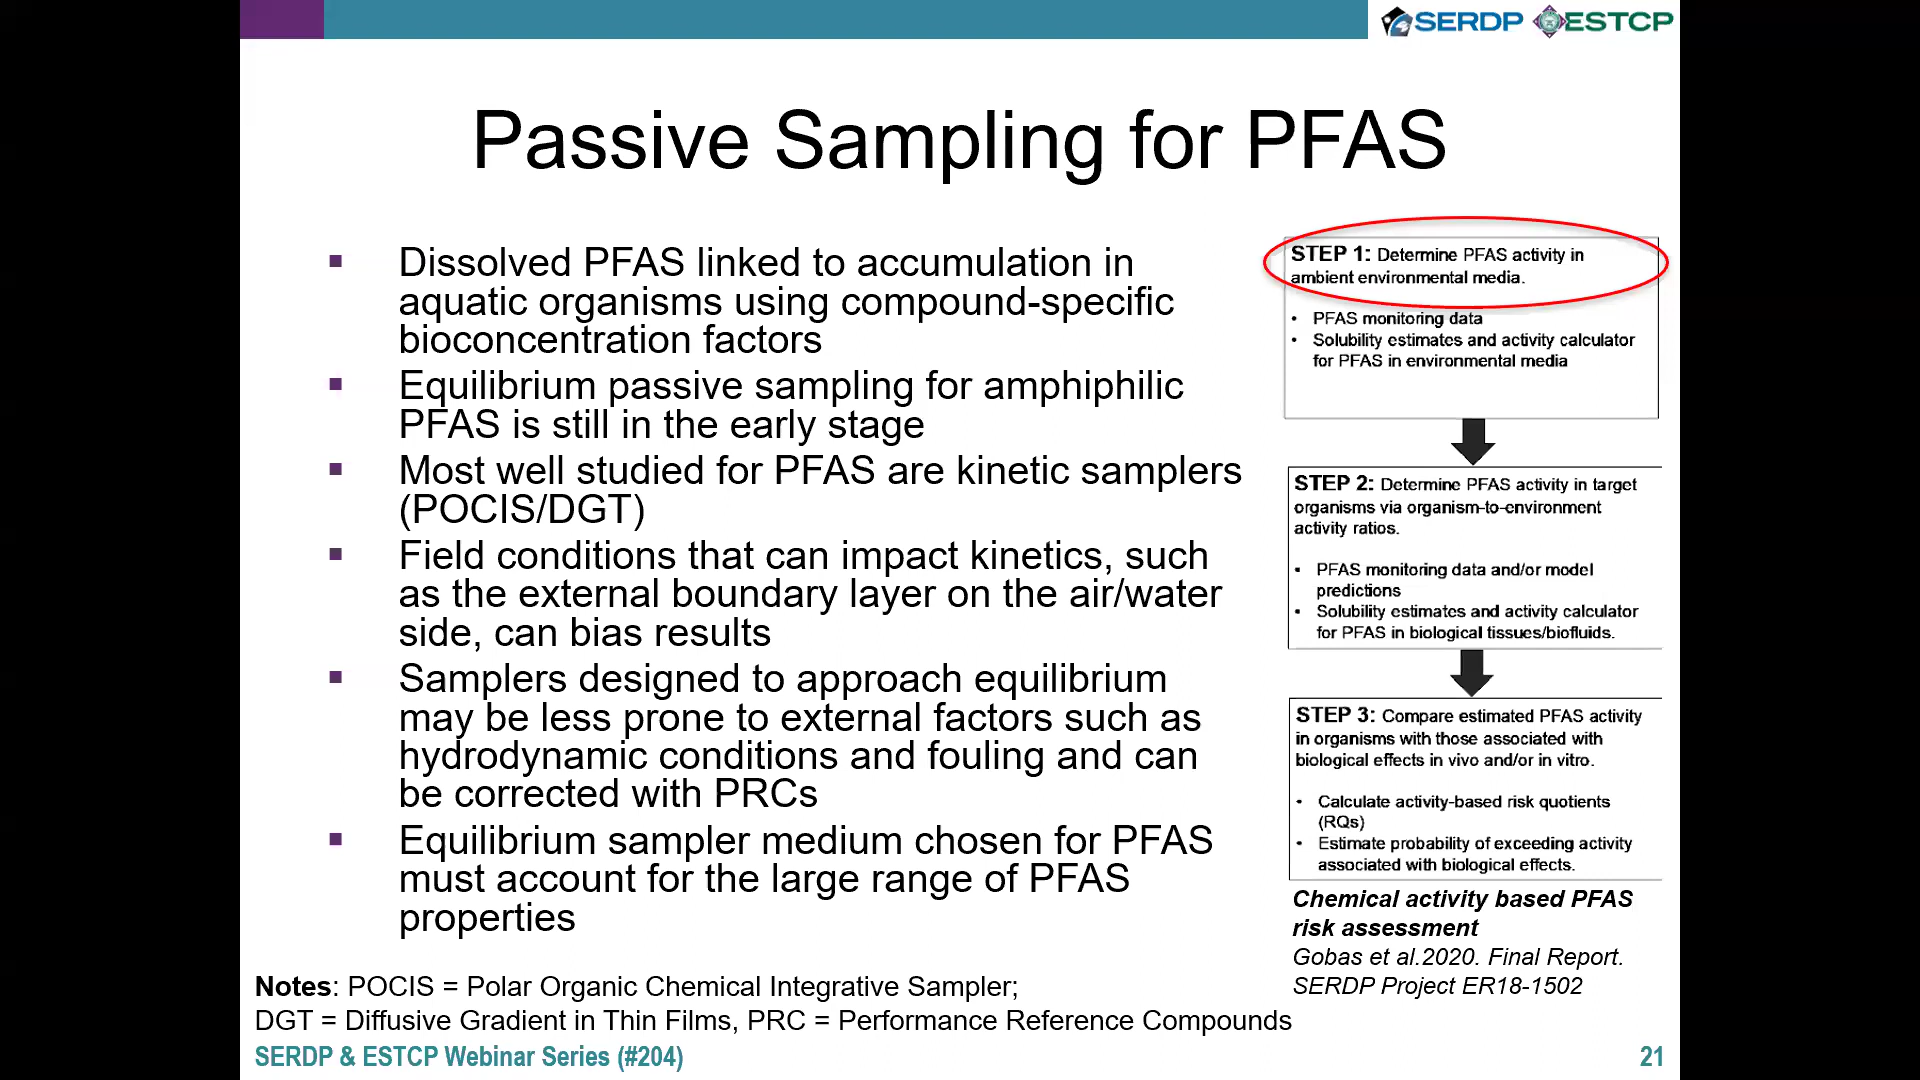 SERDP ESTCP
Passive Sampling for PFAS
▪ Dissolved PFAS linked to accumulation in
aquatic organisms using compound-specific
bioconcentration factors
▪ Equilibrium passive sampling for amphiphilic
PFAS is still in the early stage
▪ Most well studied for PFAS are kinetic samplers
(POCIS/DGT)
▪ Field conditions that can impact kinetics, such
as the external boundary layer on the air/water
side, can bias results
▪ Samplers designed to approach equilibrium
may be less prone to external factors such as
hydrodynamic conditions and fouling and can
be corrected with PRCs
▪ Equilibrium sampler medium chosen for PFAS
must account for the large range of PFAS
properties
STEP 1: Determine PFAS activity in
ambient environmental media.
• PFAS monitoring data
• Solubility estimates and activity calculator
for PFAS in environmental media
STEP 2: Determine PFAS activity in target
organisms via organism-to-environment
activity ratios.
• PFAS monitoring data and/or model
predictions
• Solubility estimates and activity calculator
for PFAS in biological tissues/biofluids.
STEP 3: Compare estimated PFAS activity
in organisms with those associated with
biological effects in vivo and/or in vitro.
• Calculate activity-based risk quotients
(RQs)
• Estimate probability of exceeding activity
associated with biological effects.
Chemical activity based PFAS
risk assessment
Gobas et al.2020. Final Report.
SERDP Project ER18-1502
Notes: POCIS = Polar Organic Chemical Integrative Sampler;
DGT = Diffusive Gradient in Thin Films, PRC = Performance Reference Compounds
SERDP & ESTCP Webinar Series (#204)
21